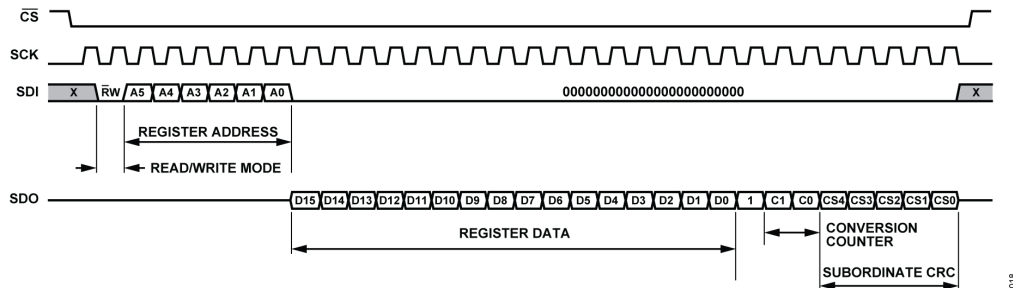 CS
SCK
SDI X RW A5 A4 A3 A2 A1 A0 000000000000000000000000 X
REGISTER ADDRESS
READ/WRITE MODE
SDO D15 D14 D13 D12 D11 D10 D9 D8 D7 D6 D5 D4 D3 D2 D1 D0 1 C1 C0 CS4 CS3 CS2 CS1 CS0
REGISTER DATA
CONVERSION
COUNTER
SUBORDINATE CRC
018